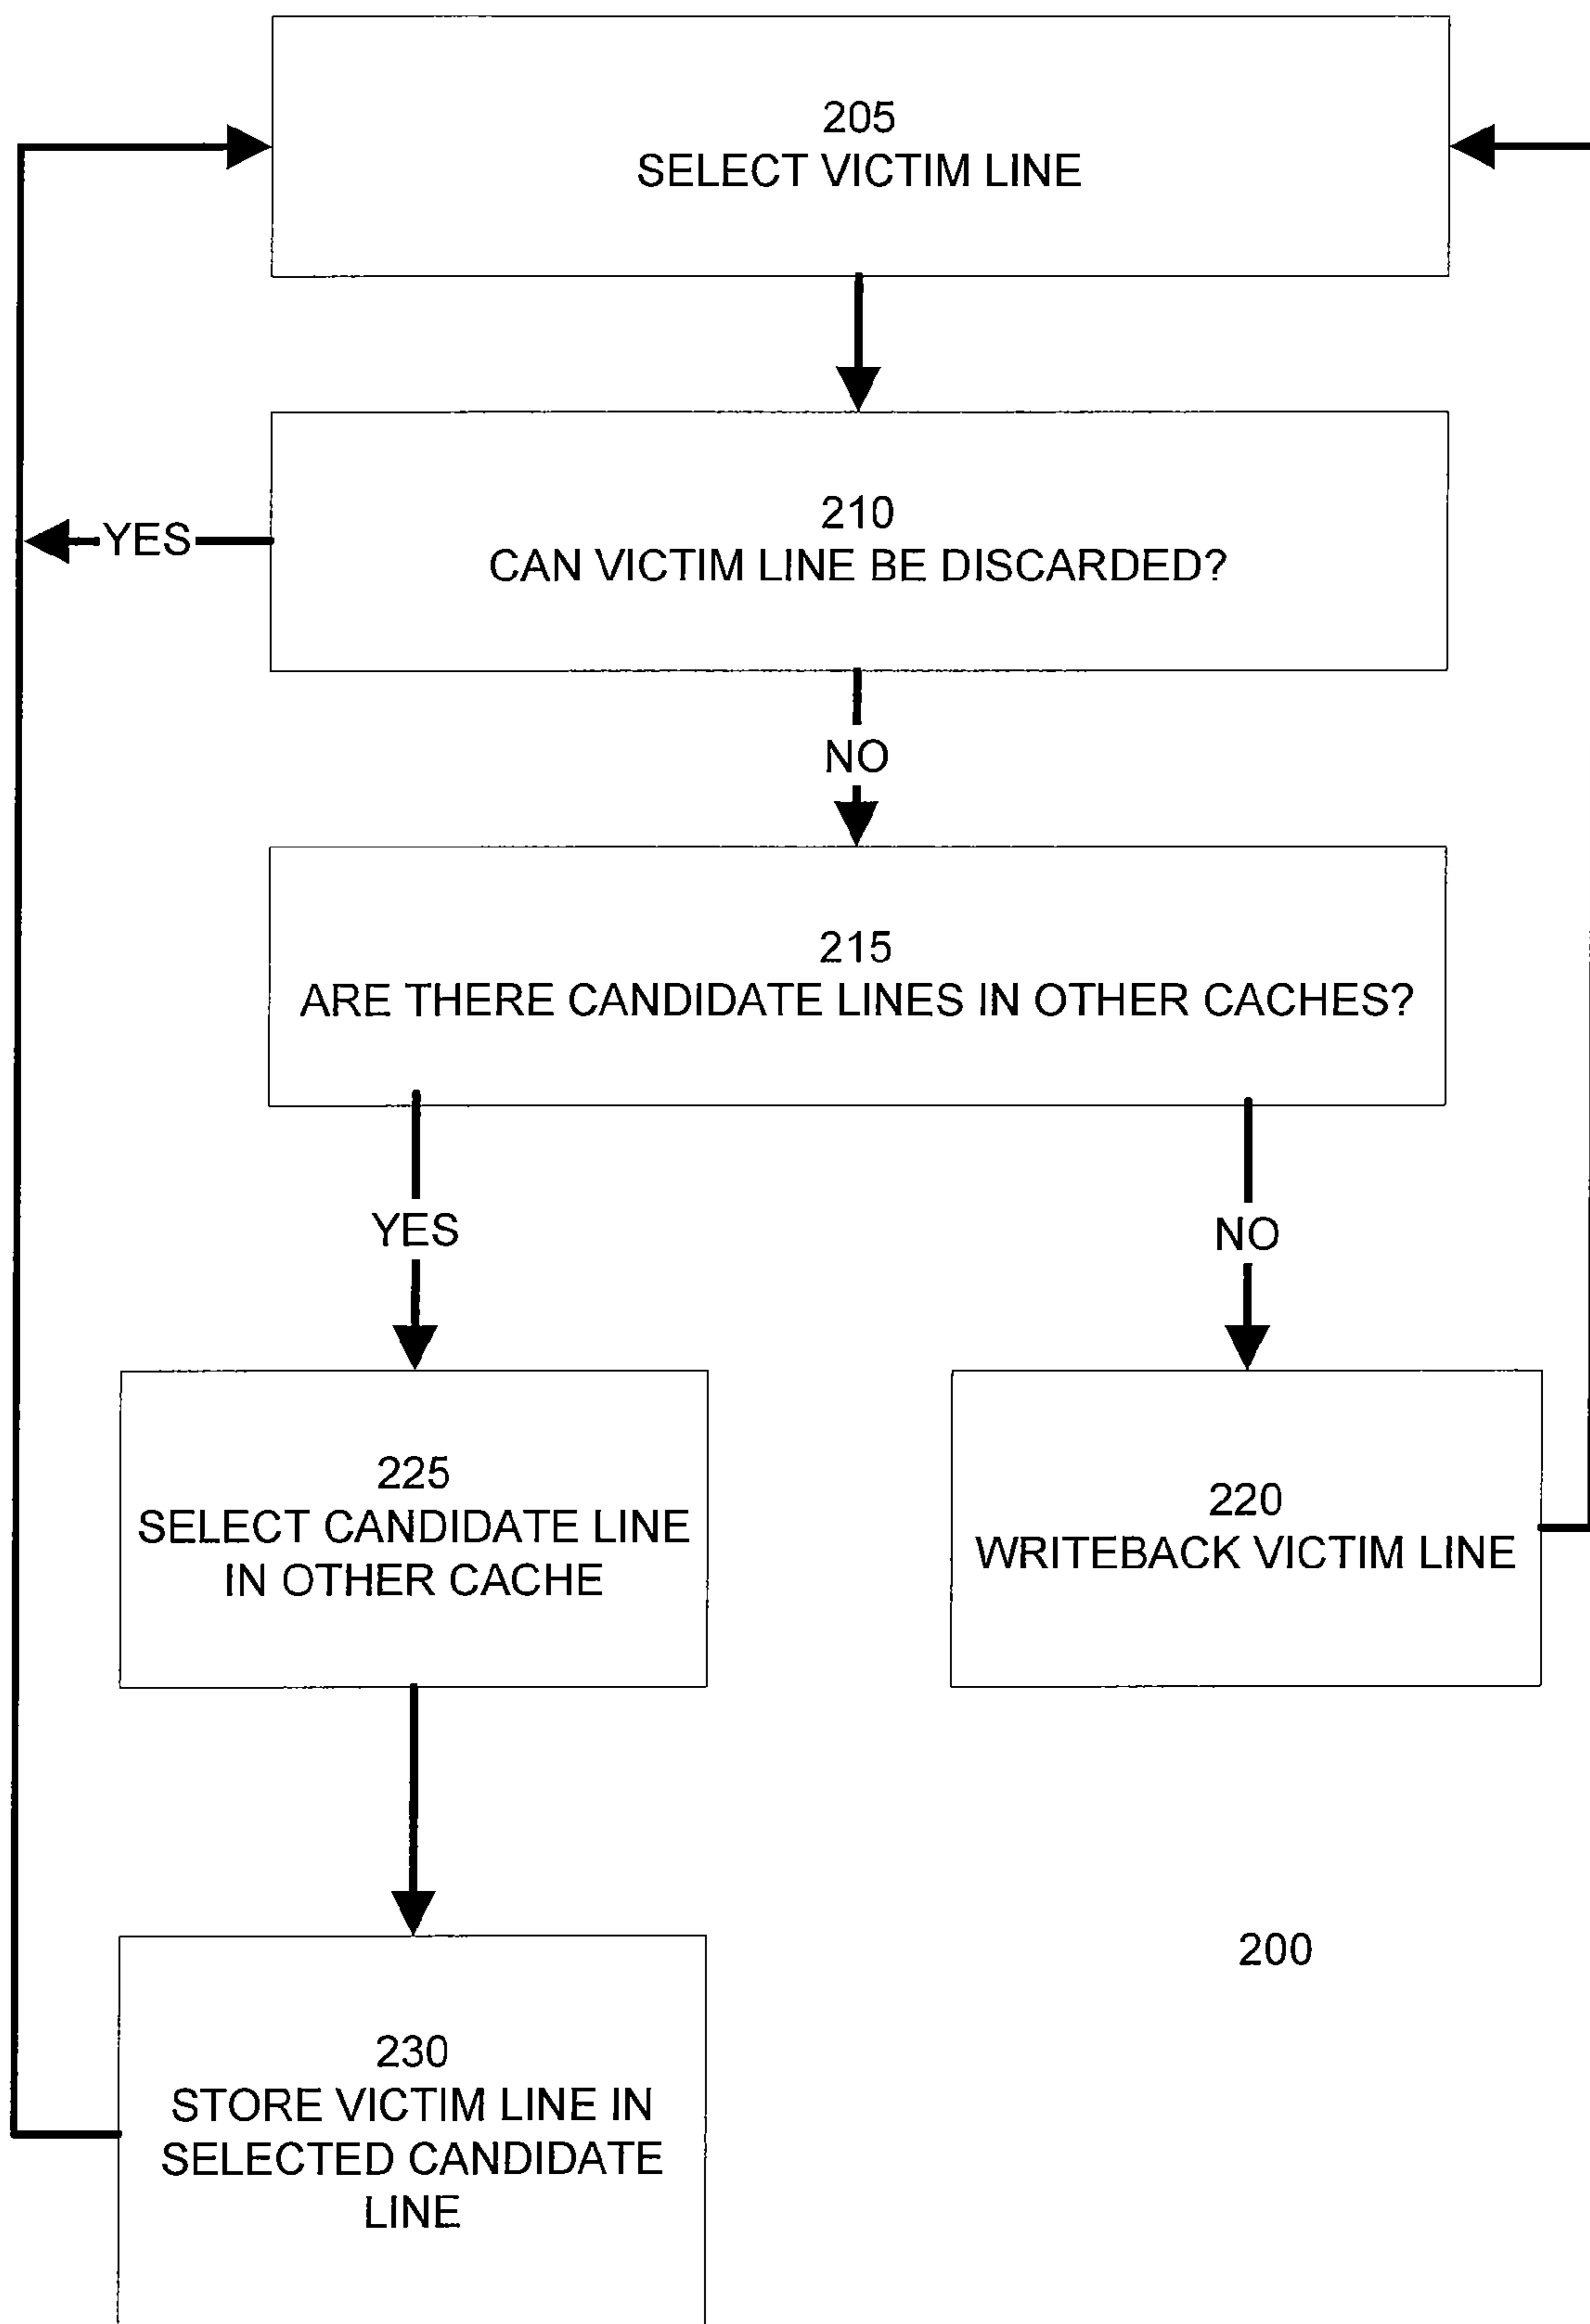 205
SELECT VICTIM LINE
210
CAN VICTIM LINE BE DISCARDED?
YES
NO
215
ARE THERE CANDIDATE LINES IN OTHER CACHES?
YES
NO
225
SELECT CANDIDATE LINE
IN OTHER CACHE
220
WRITEBACK VICTIM LINE
200
230
STORE VICTIM LINE IN
SELECTED CANDIDATE
LINE